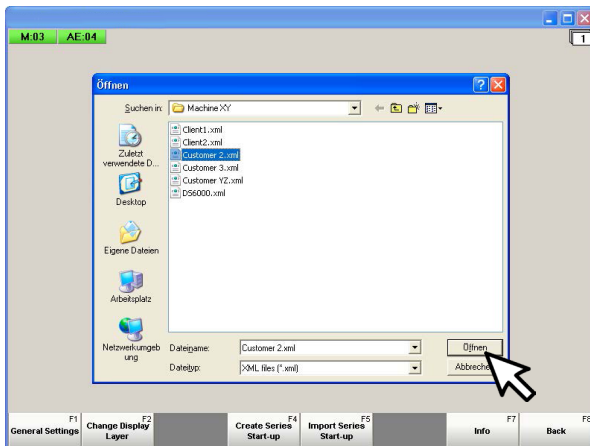 M:03 AE:04
1
Öffnen
Suchen in: Machine XY
Client1.xml
Client2.xml
Customer 2.xml
Customer 3.xml
Customer YZ.xml
DS6000.xml
Zuletzt
verwendete D...
Desktop
Eigene Dateien
Arbeitsplatz
Netzwerkumgeb
ung
Dateiname: Customer 2.xml Öffnen
Dateityp: XML files (*.xml)
F1 F2 F4 F5 F7 F8
General Settings
Change Display
Layer
Create Series
Start-up
Import Series
Start-up
Info
Back